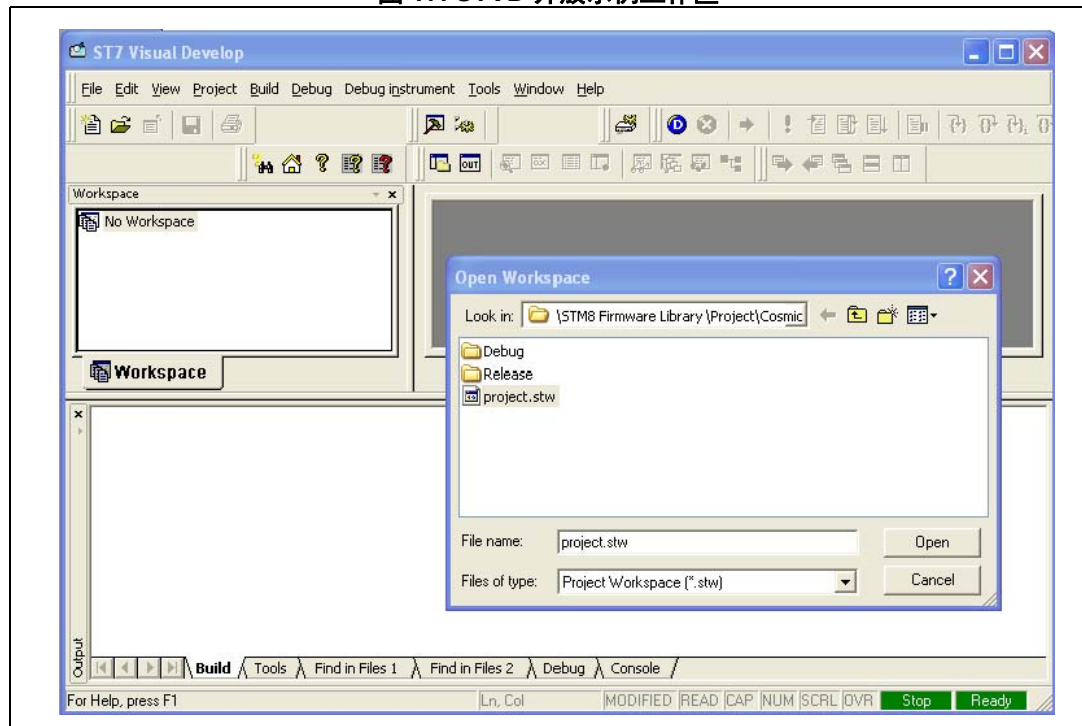 ST7 Visual Develop
File Edit View Project Build Debug Debug instrument Tools Window Help
D
OUT
Workspace
No Workspace
Workspace
Open Workspace
Look in: \STM8 Firmware Library \Project\Cosmic
Debug
Release
project.stw
File name: project.stw Open
Files of type: Project Workspace (*.stw) Cancel
Output
Build Tools Find in Files 1 Find in Files 2 Debug Console
For Help, press F1 Ln, Col MODIFIED READ CAP NUM SCRL OVR Stop Ready